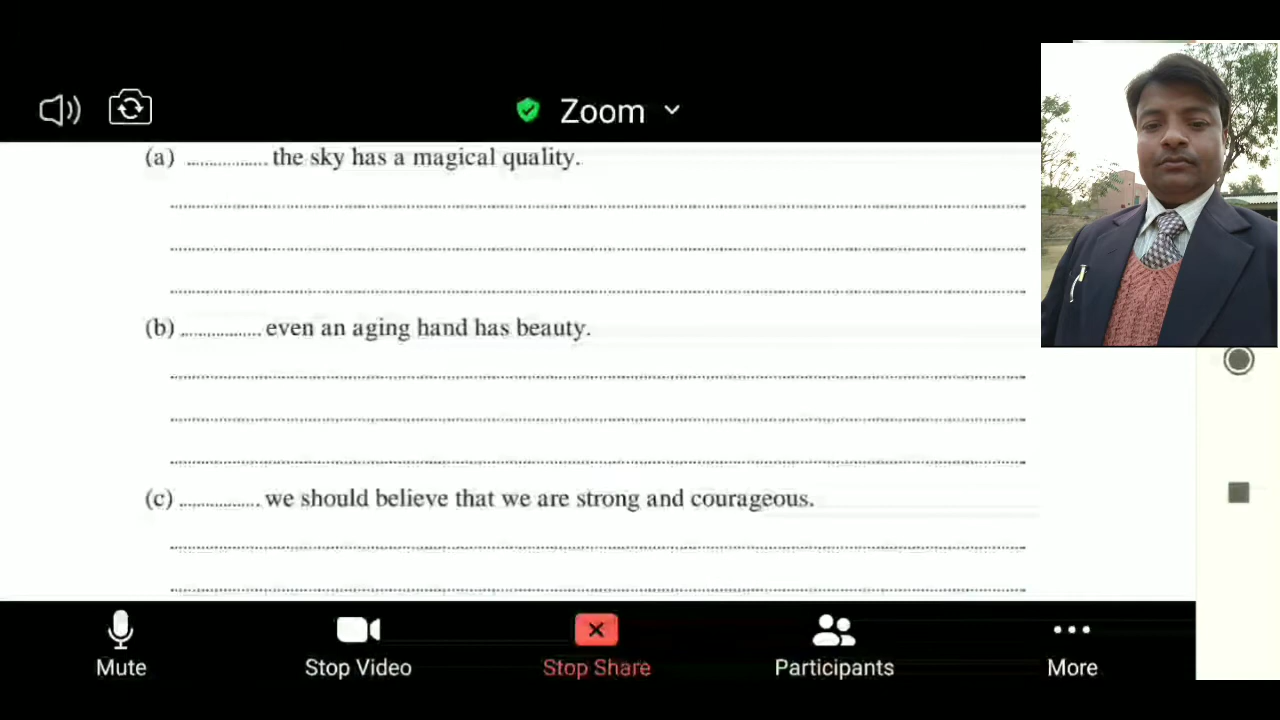 Zoom
(a) ................ the sky has a magical quality.
(b) ................ even an aging hand has beauty.
(c) ................ we should believe that we are strong and courageous.
Mute
Stop Video
Stop Share
Participants
More